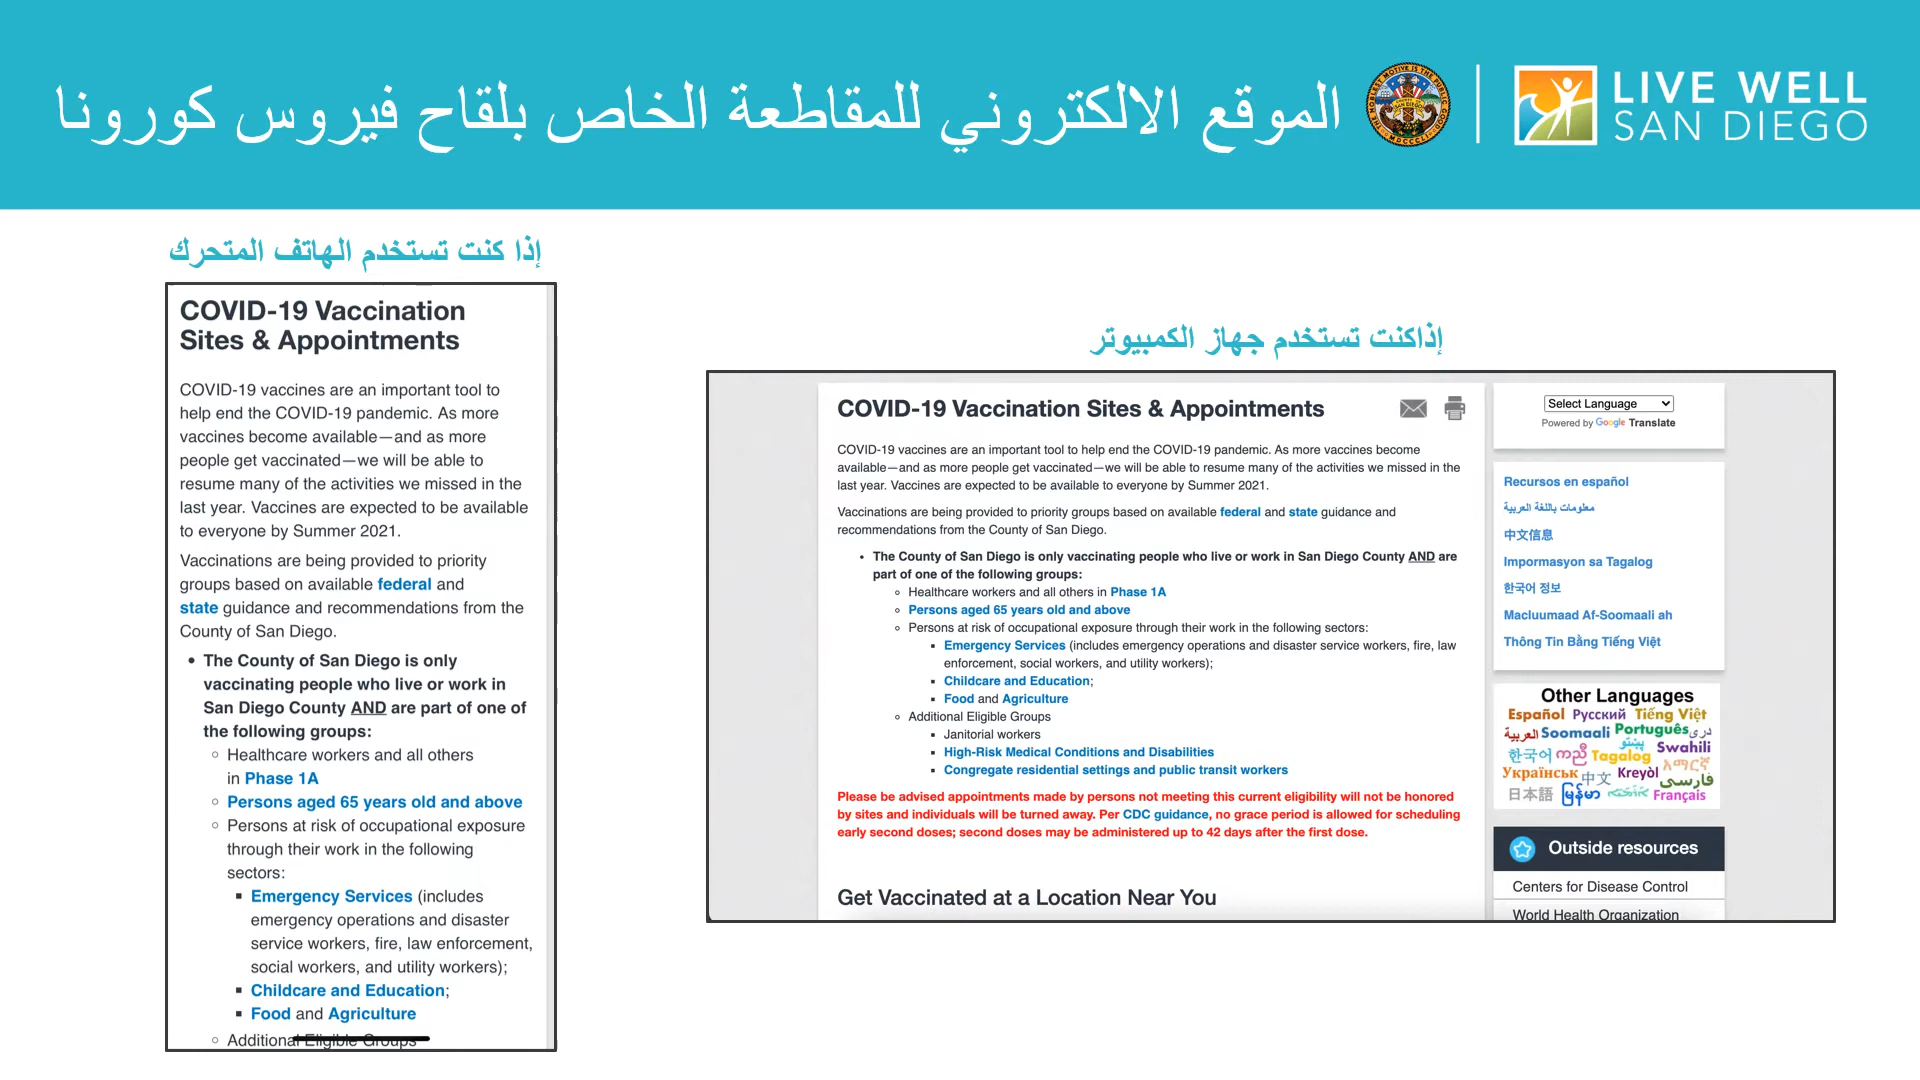 الموقع الالكتروني للمقاطعة الخاص بلقاح فيروس كورونا
LIVE WELL
SAN DIEGO
إذا كنت تستخدم الهاتف المتحرك
COVID-19 Vaccination
Sites & Appointments
COVID-19 vaccines are an important tool to
help end the COVID-19 pandemic. As more
vaccines become available—and as more
people get vaccinated—we will be able to
resume many of the activities we missed in the
last year. Vaccines are expected to be available
to everyone by Summer 2021.
Vaccinations are being provided to priority
groups based on available federal and
state guidance and recommendations from the
County of San Diego.
The County of San Diego is only
vaccinating people who live or work in
San Diego County AND are part of one of
the following groups:
Healthcare workers and all others
in Phase 1A
Persons aged 65 years old and above
Persons at risk of occupational exposure
through their work in the following
sectors:
Emergency Services (includes
emergency operations and disaster
service workers, fire, law enforcement,
social workers, and utility workers);
Childcare and Education;
Food and Agriculture
Additional Eligible Groups
إذاكنت تستخدم جهاز الكمبيوتر
COVID-19 Vaccination Sites & Appointments
COVID-19 vaccines are an important tool to help end the COVID-19 pandemic. As more vaccines become
available—and as more people get vaccinated—we will be able to resume many of the activities we missed in the
last year. Vaccines are expected to be available to everyone by Summer 2021.
Vaccinations are being provided to priority groups based on available federal and state guidance and
recommendations from the County of San Diego.
The County of San Diego is only vaccinating people who live or work in San Diego County AND are
part of one of the following groups:
Healthcare workers and all others in Phase 1A
Persons aged 65 years old and above
Persons at risk of occupational exposure through their work in the following sectors:
Emergency Services (includes emergency operations and disaster service workers, fire, law
enforcement, social workers, and utility workers);
Childcare and Education;
Food and Agriculture
Additional Eligible Groups
Janitorial workers
High-Risk Medical Conditions and Disabilities
Congregate residential settings and public transit workers
Please be advised appointments made by persons not meeting this current eligibility will not be honored
by sites and individuals will be turned away. Per CDC guidance, no grace period is allowed for scheduling
early second doses; second doses may be administered up to 42 days after the first dose.
Get Vaccinated at a Location Near You
Select Language
Powered by Google Translate
Recursos en español
معلومات باللغة العربية
中文信息
Impormasyon sa Tagalog
한국어 정보
Macluumaad Af-Soomaali ah
Thông Tin Bằng Tiếng Việt
Other Languages
Español Русский Tiếng Việt
العربية Soomaali Português دری
한국어 ကညီ پښتو Tagalog Swahili
Українськ 中文 Kreyòl አማርኛ فارسی
日本語 မြန်မာ Français
Outside resources
Centers for Disease Control
World Health Organization